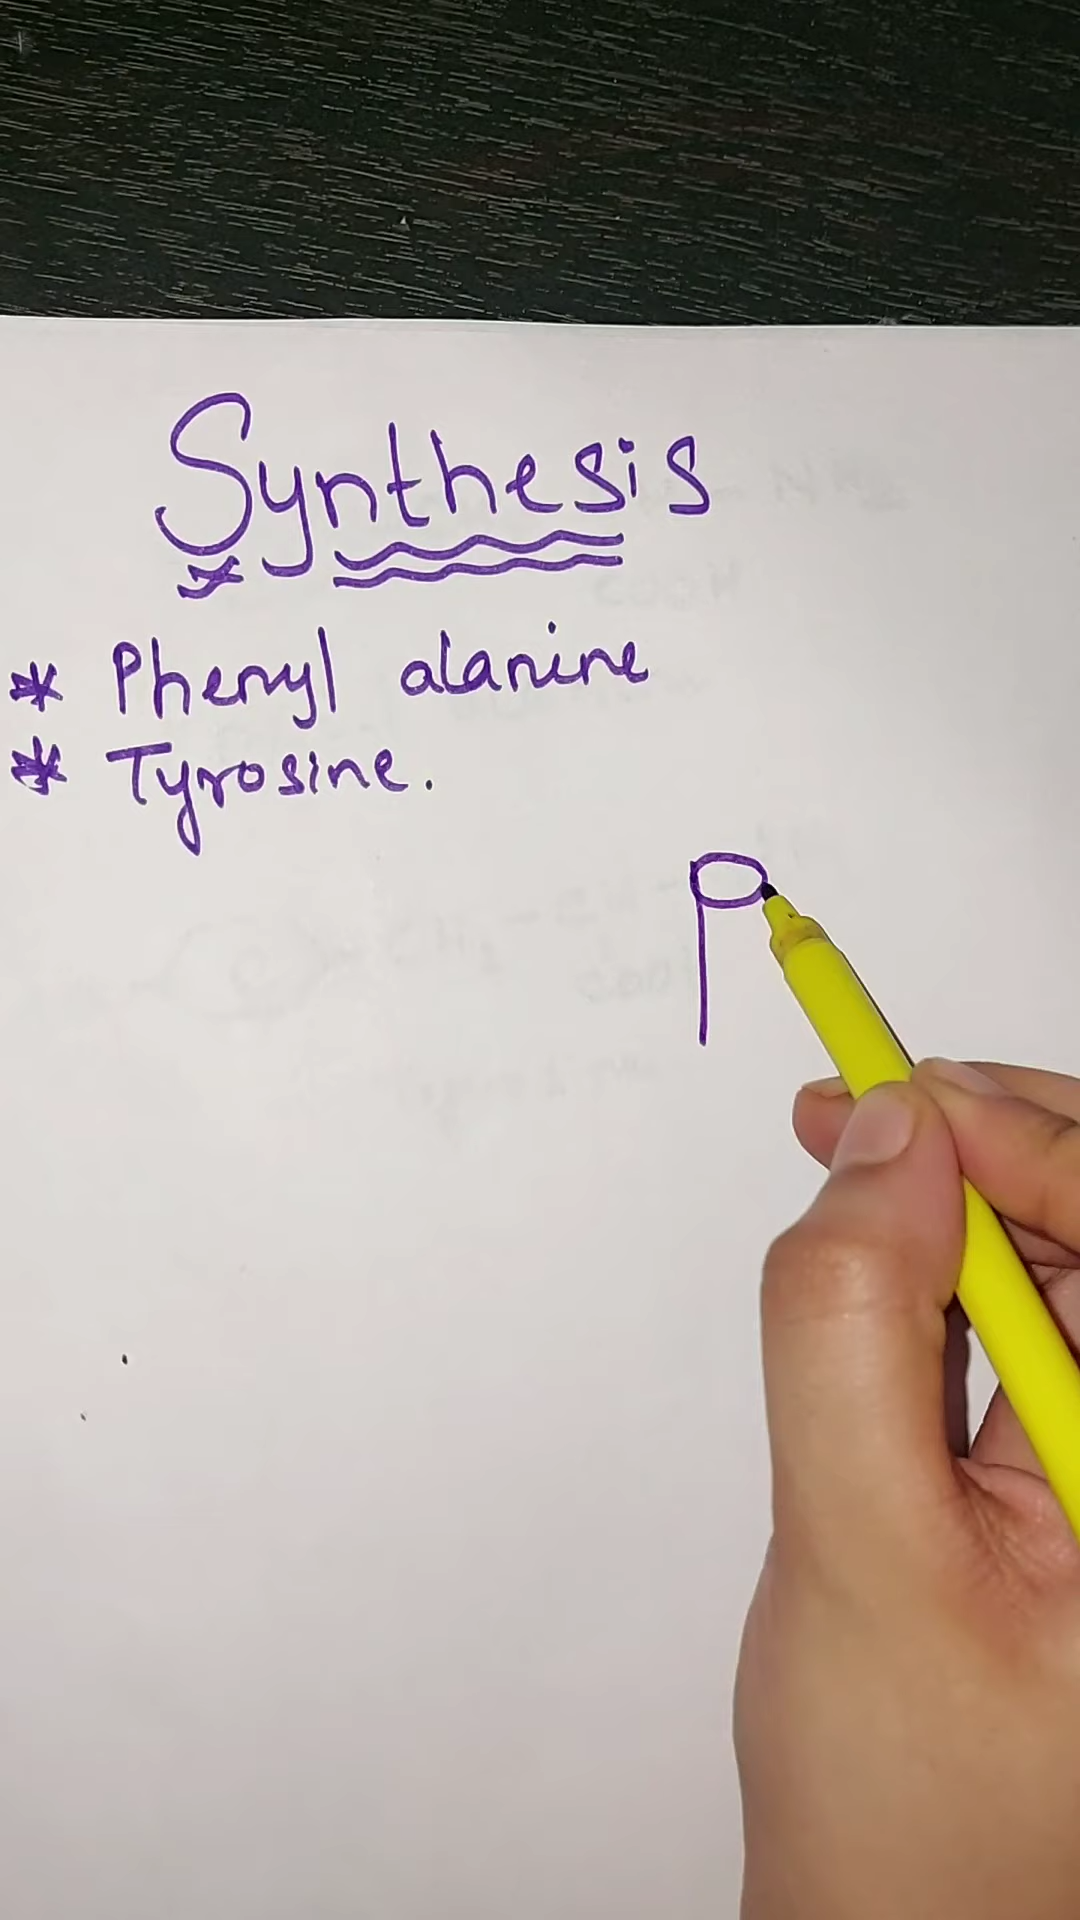 Synthesis
* Phenyl alanine
* Tyrosine.
P